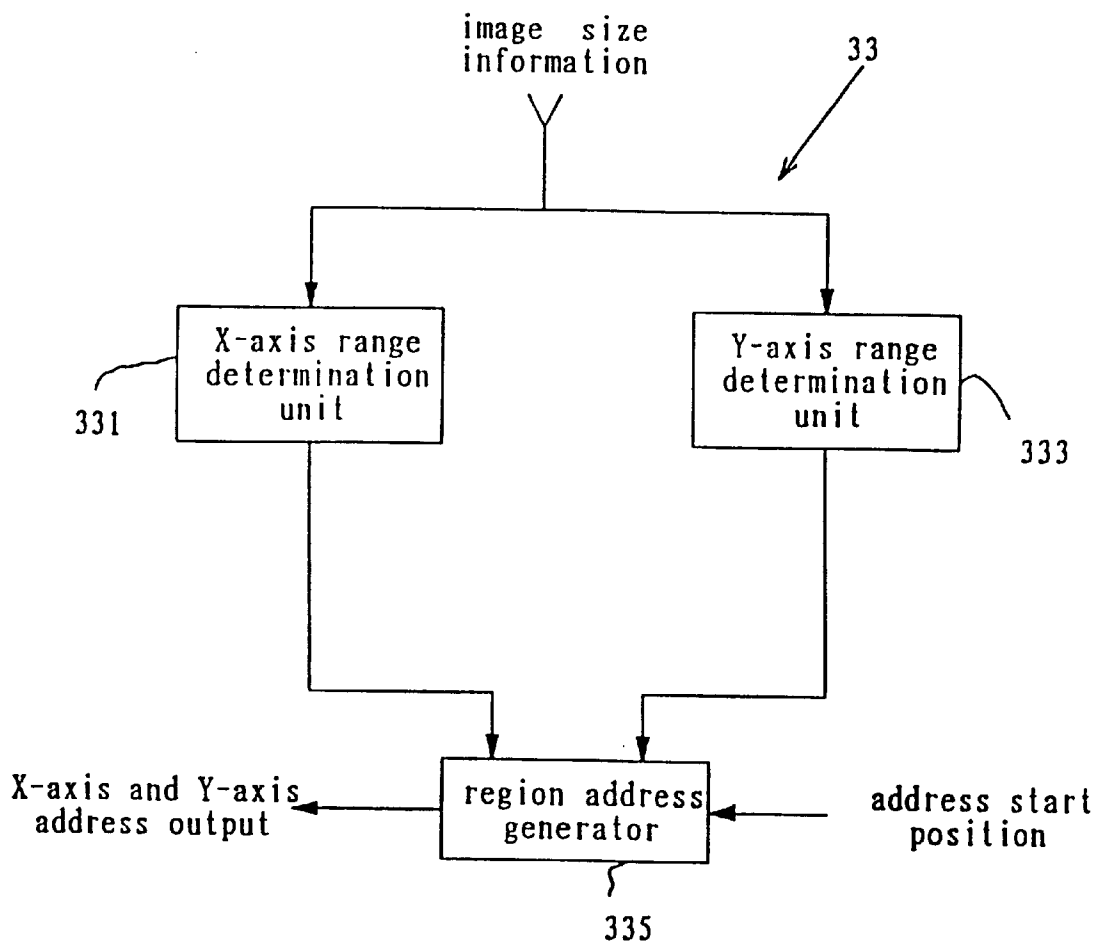 image size
information
33
X-axis range
determination
unit
331
Y-axis range
determination
unit
333
X-axis and Y-axis
address output
region address
generator
address start
position
335